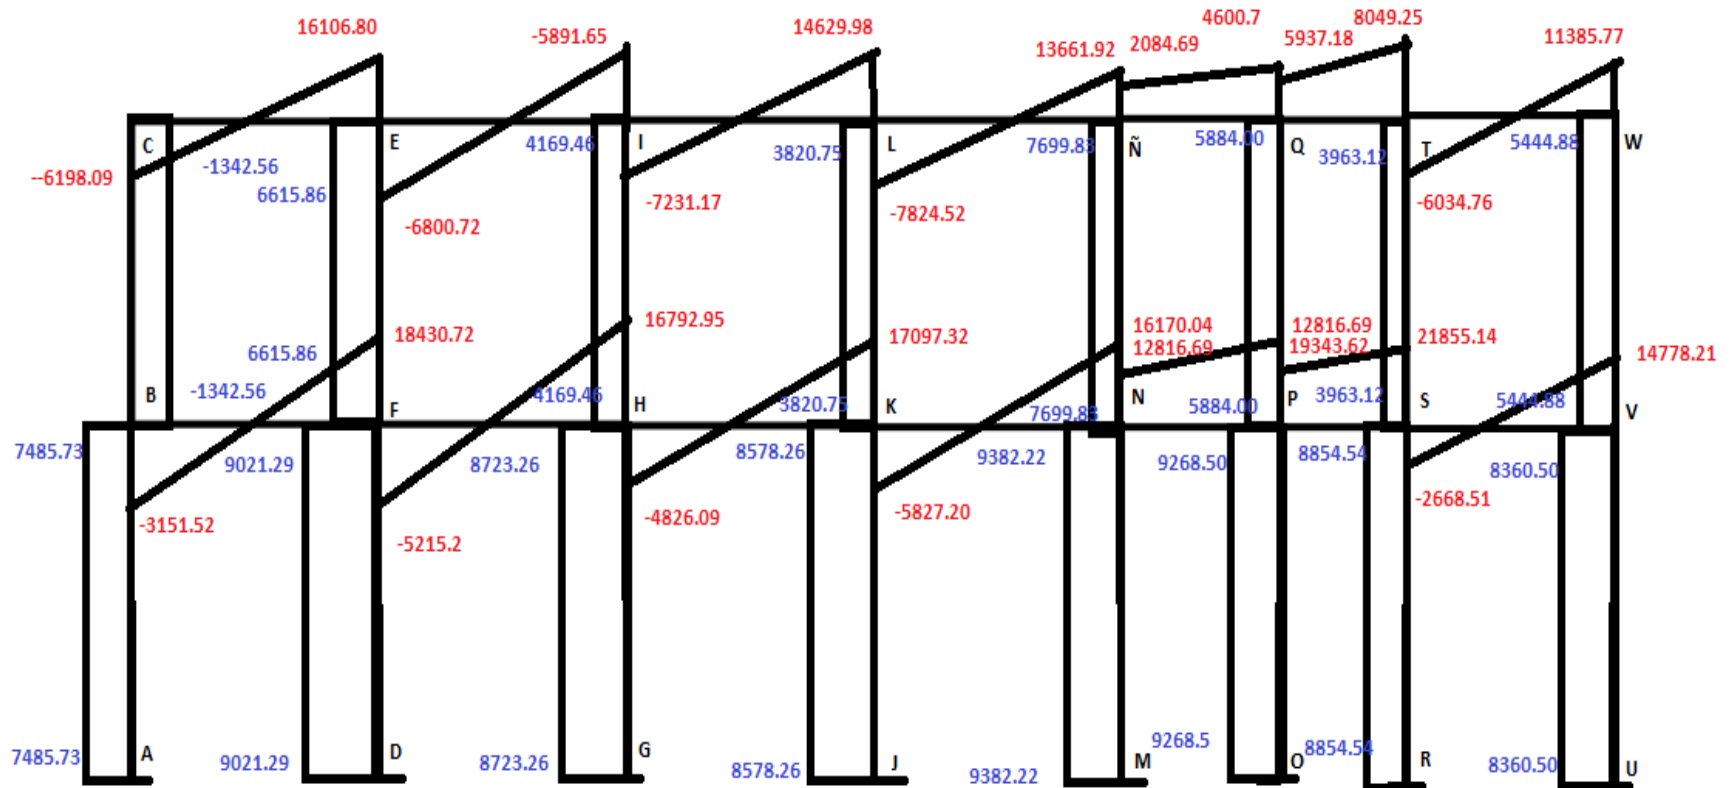 16106.80
-5891.65
14629.98
13661.92
2084.69
4600.7
5937.18
8049.25
11385.77
C
E
I
L
Ñ
Q
T
W
--6198.09
-1342.56
6615.86
4169.46
3820.75
7699.83
5884.00
3963.12
5444.88
-6800.72
-7231.17
-7824.52
-6034.76
18430.72
16792.95
17097.32
16170.04
12816.69
12816.69
19343.62
21855.14
14778.21
6615.86
-1342.56
4169.46
3820.75
7699.83
5884.00
3963.12
5444.88
B
F
H
K
N
P
S
V
7485.73
9021.29
8723.26
8578.26
9382.22
9268.50
8854.54
8360.50
-3151.52
-5215.2
-4826.09
-5827.20
-2668.51
7485.73
A
9021.29
D
8723.26
G
8578.26
J
9382.22
M
9268.5
O
8854.54
R
8360.50
U